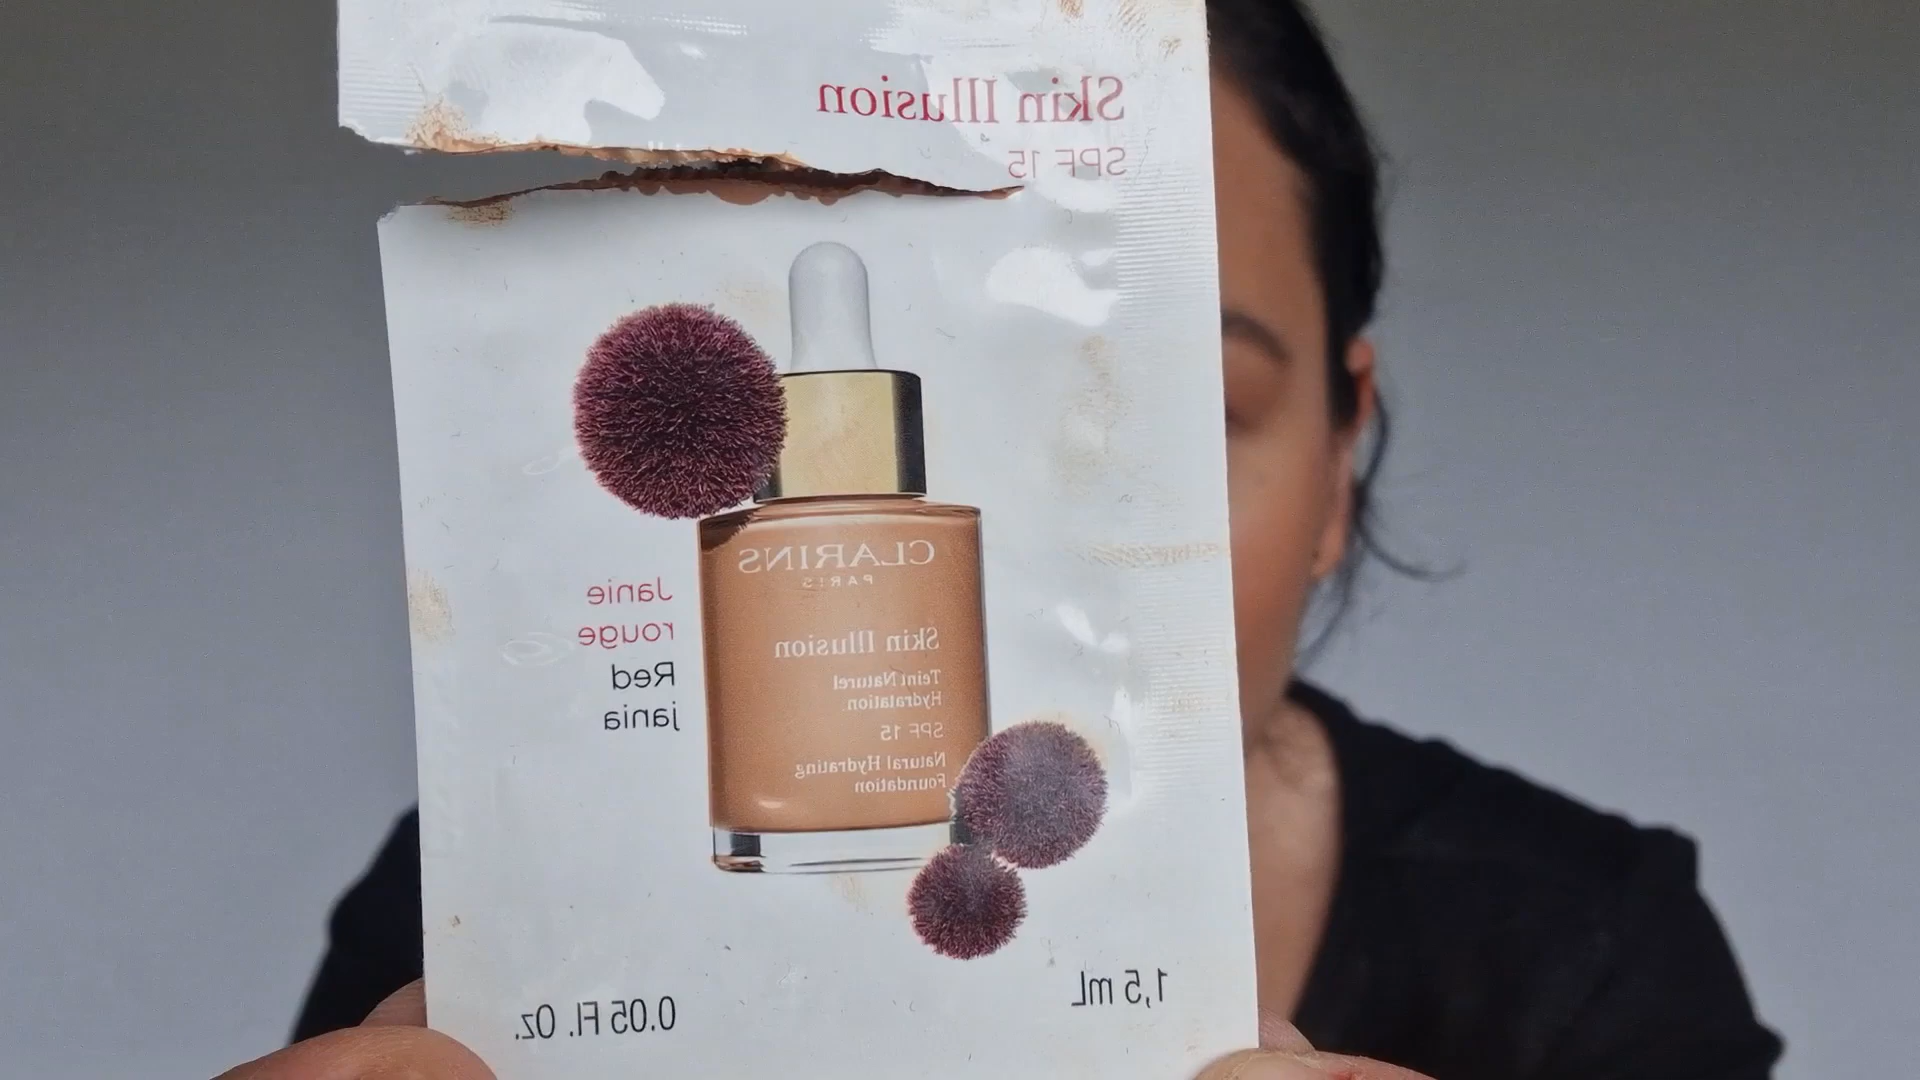 Skin Illusion
SPF 15
CLARINS
PARIS
Skin Illusion
Teint Naturel
Hydratation
SPF 15
Natural Hydrating
Foundation
Janie
rouge
Red
jania
1,5 mL
0.05 Fl. Oz.